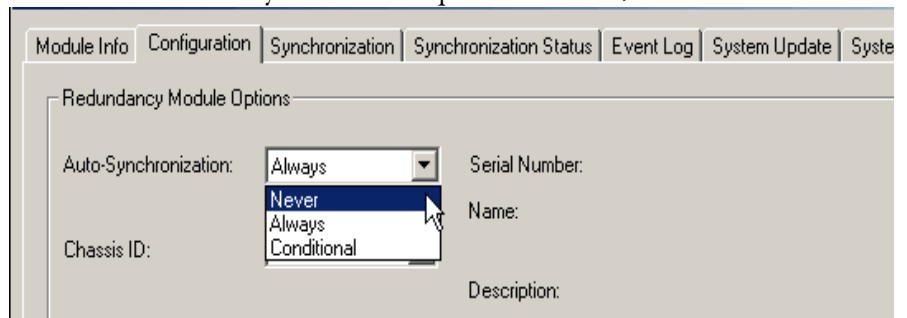 Module Info Configuration Synchronization Synchronization Status Event Log System Update Syste
Redundancy Module Options
Auto-Synchronization: Always Serial Number:
Never
Name:
Always
Conditional
Chassis ID:
Description: